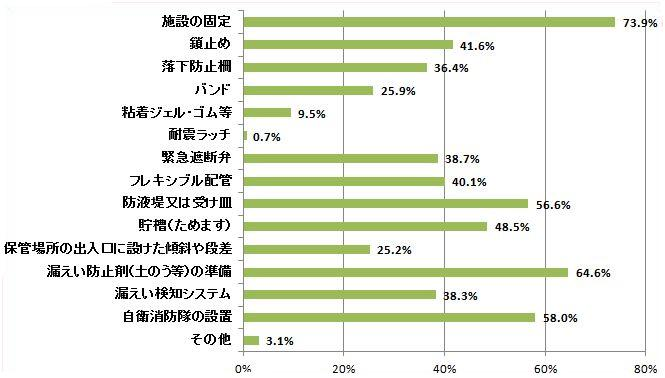 施設の固定 73.9%
鎖止め 41.6%
落下防止柵 36.4%
バンド 25.9%
粘着ジェル・ゴム等 9.5%
耐震ラッチ 0.7%
緊急遮断弁 38.7%
フレキシブル配管 40.1%
防液堤又は受け皿 56.6%
貯槽(ためます) 48.5%
保管場所の出入口に設けた傾斜や段差 25.2%
漏えい防止剤(土のう等)の準備 64.6%
漏えい検知システム 38.3%
自衛消防隊の設置 58.0%
その他 3.1%
0% 20% 40% 60% 80%